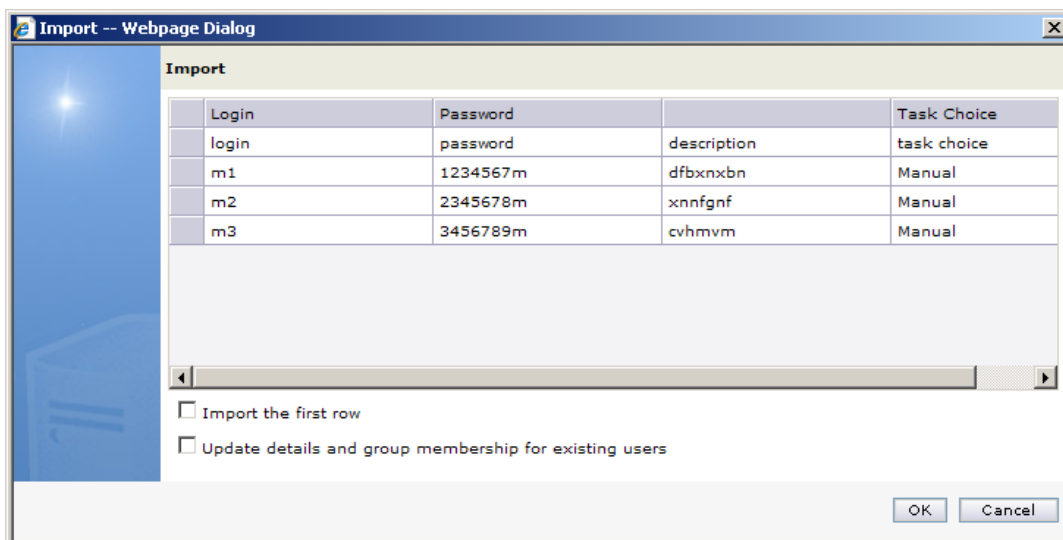 Import -- Webpage Dialog
Import
Login Password Task Choice
login password description task choice
m1 1234567m dfbxnxbn Manual
m2 2345678m xnnfgnf Manual
m3 3456789m cvhmvm Manual
Import the first row
Update details and group membership for existing users
OK Cancel